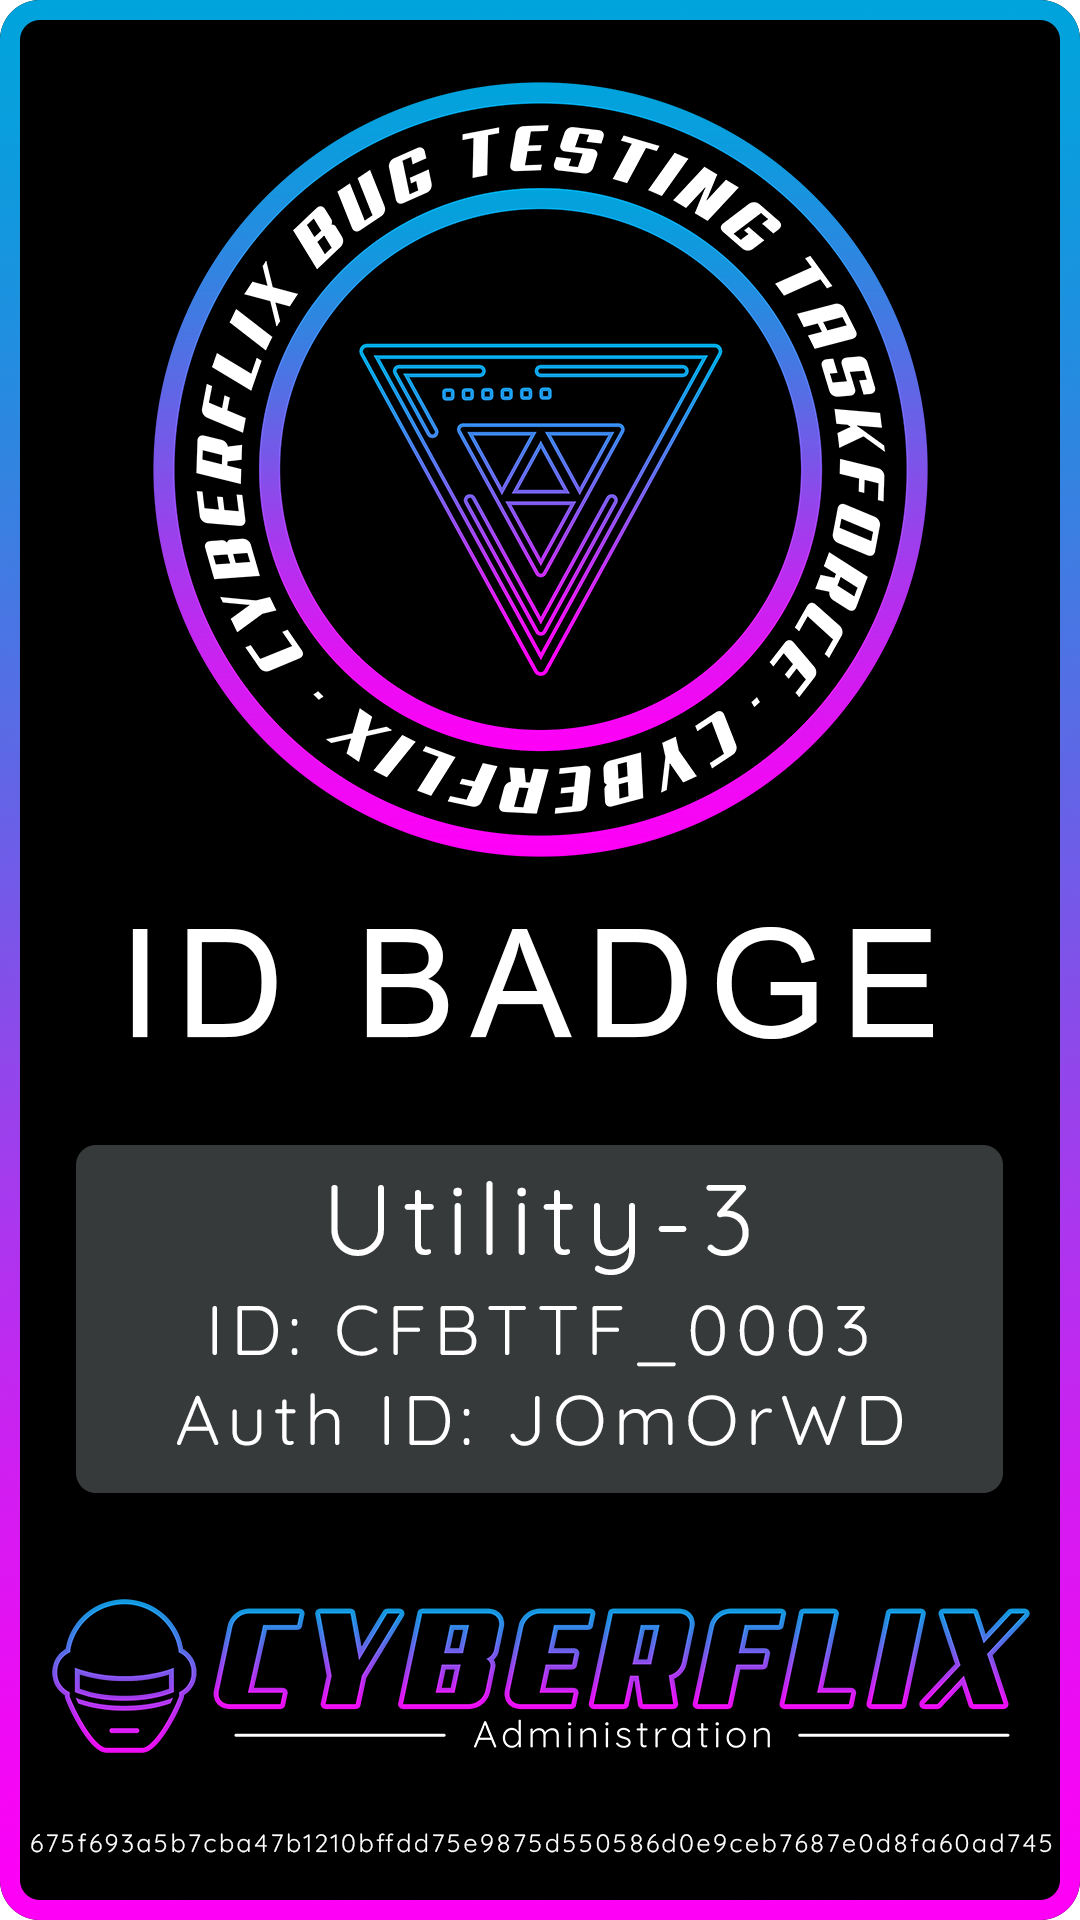 CYBERFLIX BUG TESTING TASKFORCE · CYBERFLIX ·
ID BADGE
Utility-3
ID: CFBTTF_0003
Auth ID: JOmOrWD
CYBERFLIX
Administration
675f693a5b7cba47b1210bffdd75e9875d550586d0e9ceb7687e0d8fa60ad745